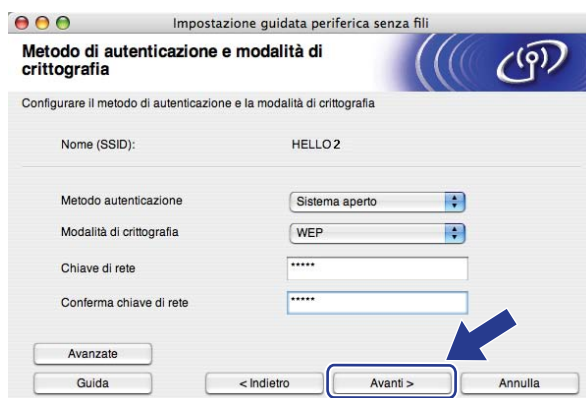 Impostazione guidata periferica senza fili
Metodo di autenticazione e modalità di
crittografia
Configurare il metodo di autenticazione e la modalità di crittografia
Nome (SSID): HELLO 2
Metodo autenticazione Sistema aperto
Modalità di crittografia WEP
Chiave di rete *****
Conferma chiave di rete *****
Avanzate
Guida < Indietro Avanti > Annulla